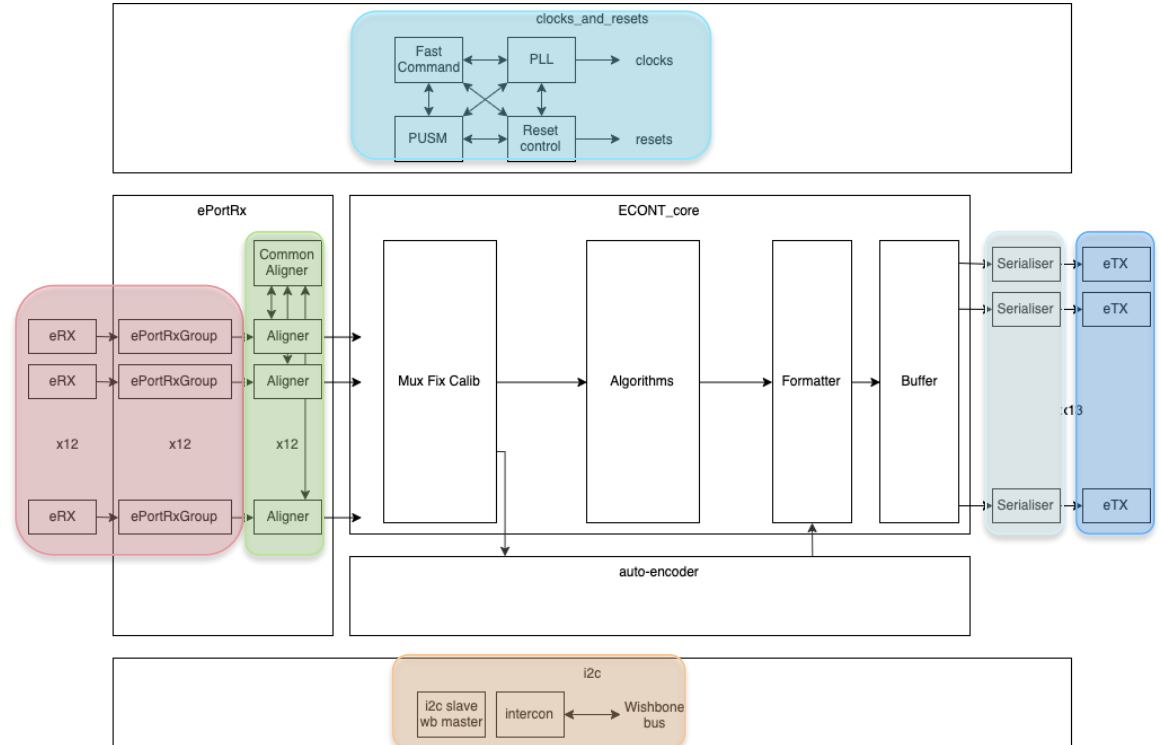 clocks_and_resets
Fast
Command
PLL
clocks
PUSM
Reset
control
resets
ePortRx
ECONT_core
Common
Aligner
Serialiser
eTX
Serialiser
eTX
eRX
ePortRxGroup
Aligner
eRX
ePortRxGroup
Aligner
Mux Fix Calib
Algorithms
Formatter
Buffer
x12
x12
x12
x13
eRX
ePortRxGroup
Aligner
Serialiser
eTX
auto-encoder
i2c
i2c slave
wb master
intercon
Wishbone
bus